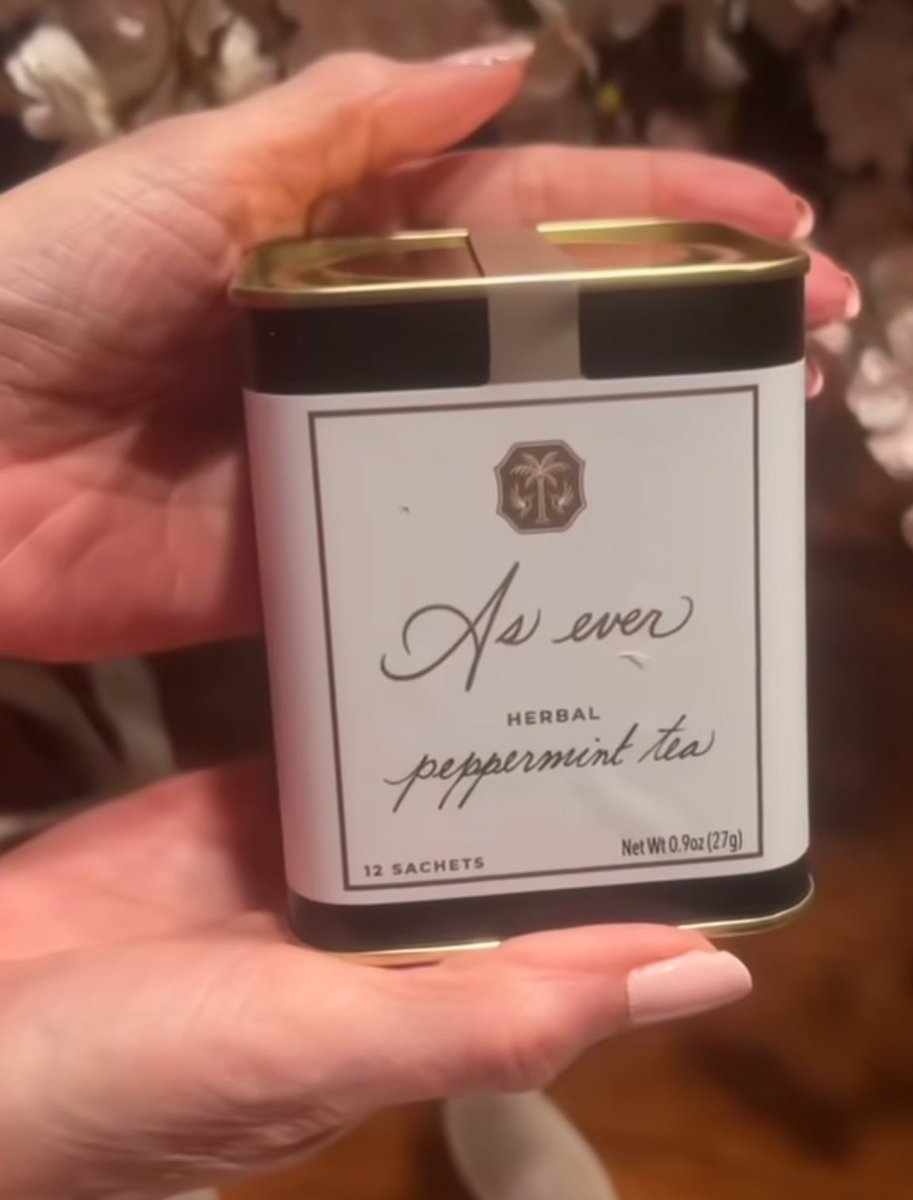 As ever
HERBAL
peppermint tea
12 SACHETS
Net Wt 0.9oz (27g)